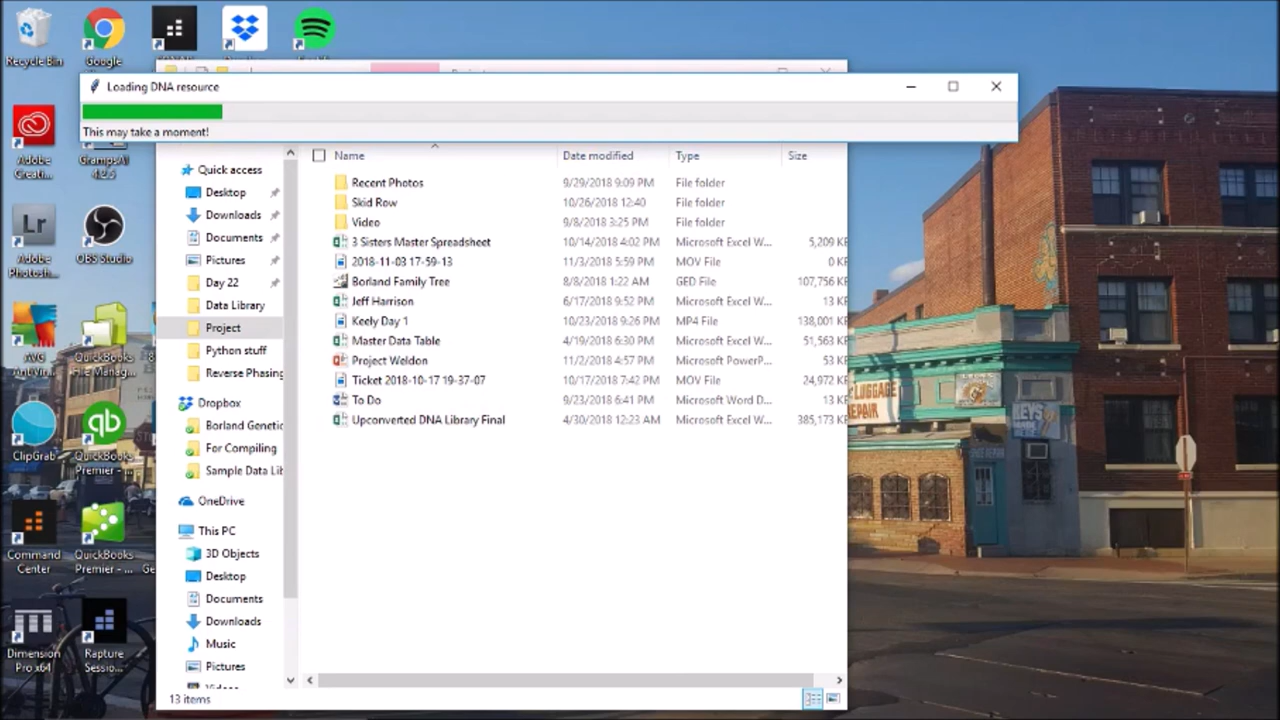 Recycle Bin
Google
Loading DNA resource
This may take a moment!
Adobe
Creati...
GrampsAI
4.2.5
Lr
Adobe
Photosh...
OBS Studio
AVG
QuickBooks
File Manag...
ClipGrab
qb
QuickBooks
Premier - ...
Command
Center
QuickBooks
Premier - ...
Ge
Dimension
Pro x64
Rapture
Sessio...
Quick access
Desktop
Downloads
Documents
Pictures
Day 22
Data Library
Project
Python stuff
Reverse Phasing
Dropbox
Borland Genetic
For Compiling
Sample Data Lib
OneDrive
This PC
3D Objects
Desktop
Documents
Downloads
Music
Pictures
Videos
Name Date modified Type Size
Recent Photos 9/29/2018 9:09 PM File folder
Skid Row 10/26/2018 12:40 File folder
Video 9/8/2018 3:25 PM File folder
3 Sisters Master Spreadsheet 10/14/2018 4:02 PM Microsoft Excel W... 5,209 KB
2018-11-03 17-59-13 11/3/2018 5:59 PM MOV File 0 KB
Borland Family Tree 8/8/2018 1:22 AM GED File 107,756 KB
Jeff Harrison 6/17/2018 9:52 PM Microsoft Excel W... 13 KB
Keely Day 1 10/23/2018 9:26 PM MP4 File 138,001 KB
Master Data Table 4/19/2018 6:30 PM Microsoft Excel W... 51,563 KB
Project Weldon 11/2/2018 4:57 PM Microsoft PowerP... 53 KB
Ticket 2018-10-17 19-37-07 10/17/2018 7:42 PM MOV File 24,972 KB
To Do 9/23/2018 6:41 PM Microsoft Word D... 13 KB
Upconverted DNA Library Final 4/30/2018 12:23 AM Microsoft Excel W... 385,173 KB
13 items
LUGGAGE
REPAIR
KEYS
MADE